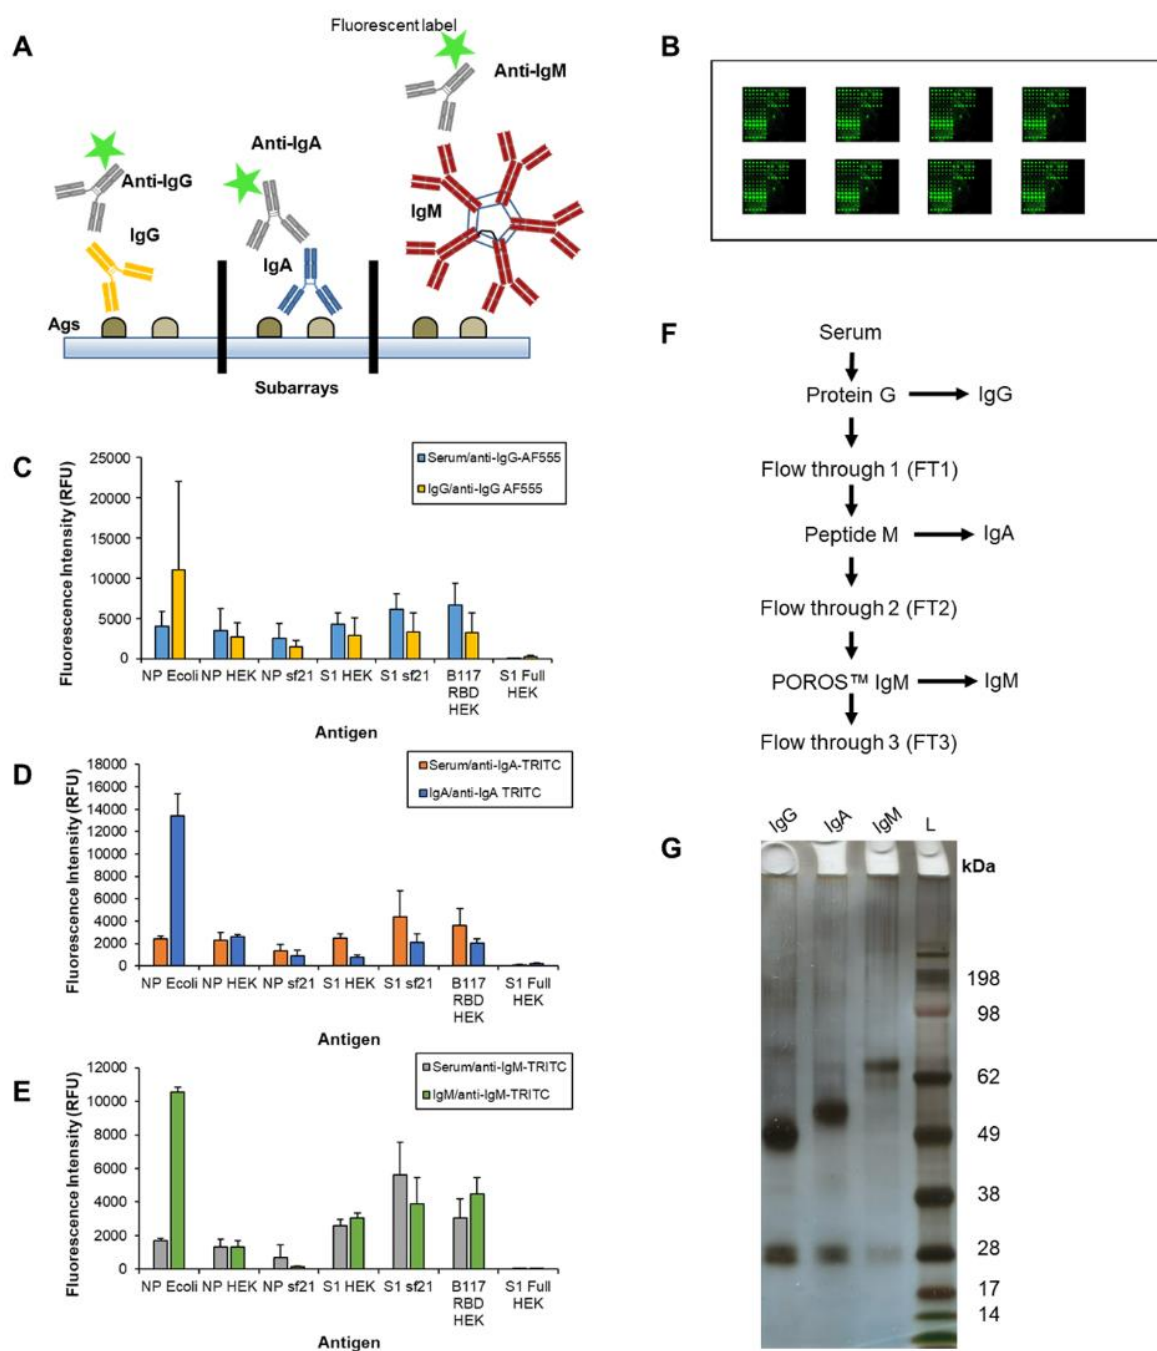 A
Fluorescent label
Anti-IgM
Anti-IgA
Anti-IgG
IgM
IgG
IgA
Ags
Subarrays
B
C
Fluorescence Intensity (RFU)
25000
20000
15000
10000
5000
0
Serum/anti-IgG-AF555
IgG/anti-IgG AF555
NP Ecoli
NP HEK
NP sf21
S1 HEK
S1 sf21
B117
RBD
HEK
S1 Full
HEK
Antigen
D
Fluorescence Intensity (RFU)
18000
16000
14000
12000
10000
8000
6000
4000
2000
0
Serum/anti-IgA-TRITC
IgA/anti-IgA TRITC
NP Ecoli
NP HEK
NP sf21
S1 HEK
S1 sf21
B117
RBD
HEK
S1 Full
HEK
Antigen
E
Fluorescence Intensity (RFU)
12000
10000
8000
6000
4000
2000
0
Serum/anti-IgM-TRITC
IgM/anti-IgM-TRITC
NP Ecoli
NP HEK
NP sf21
S1 HEK
S1 sf21
B117
RBD
HEK
S1 Full
HEK
Antigen
F
Serum
Protein G
IgG
Flow through 1 (FT1)
Peptide M
IgA
Flow through 2 (FT2)
POROS™ IgM
IgM
Flow through 3 (FT3)
G
IgG
IgA
IgM
L
kDa
198
98
62
49
38
28
17
14